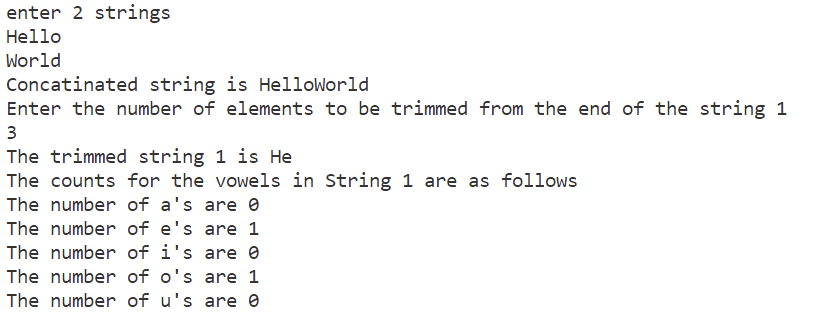 enter 2 strings
Hello
World
Concatinated string is HelloWorld
Enter the number of elements to be trimmed from the end of the string 1
3
The trimmed string 1 is He
The counts for the vowels in String 1 are as follows
The number of a's are 0
The number of e's are 1
The number of i's are 0
The number of o's are 1
The number of u's are 0